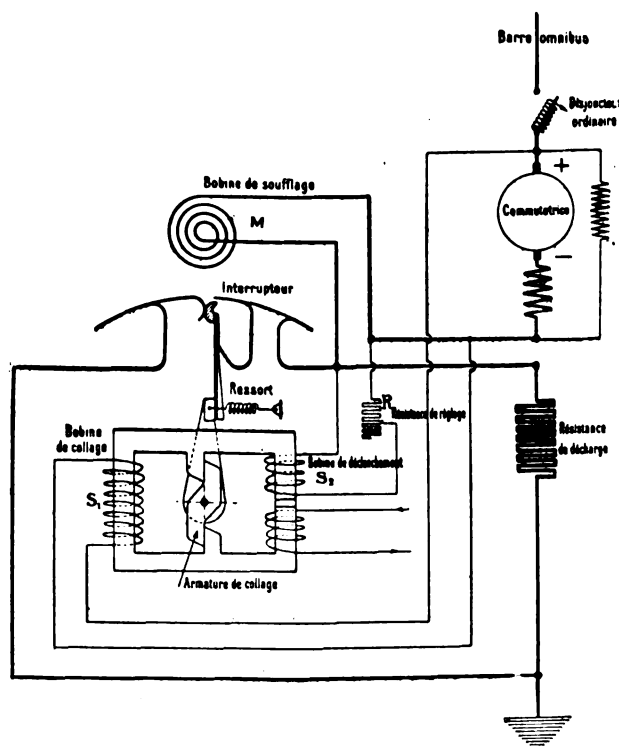 Barre omnibus
Disjoncteur
ordinaire
+
Commutatrice
−
Bobine de soufflage
M
Interrupteur
Ressort
R
Résistance de réglage
Bobine
de collage
Bobine de déclenchement
S₁
S₂
Résistance
de décharge
Armature de collage